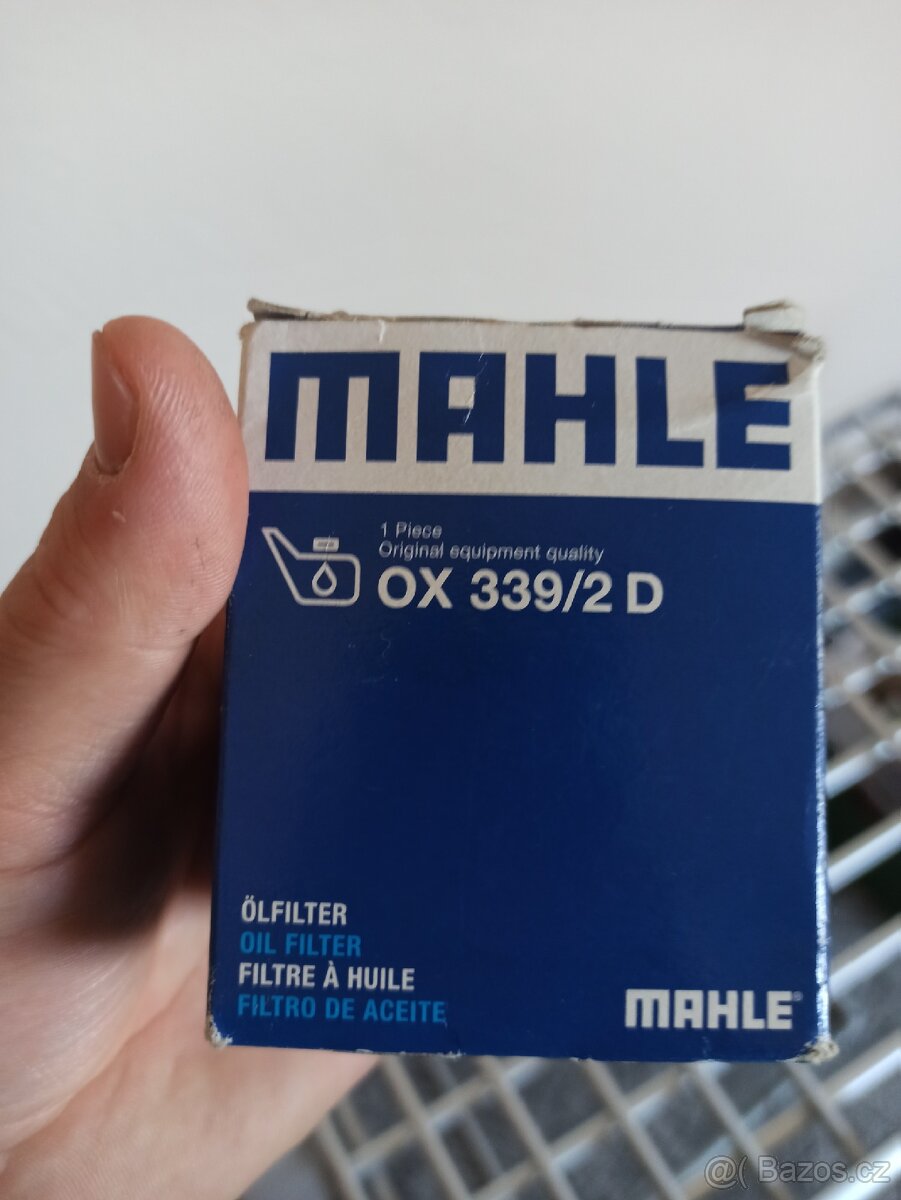 MAHLE
1 Piece
Original equipment quality
OX 339/2 D
ÖLFILTER
OIL FILTER
FILTRE À HUILE
FILTRO DE ACEITE
MAHLE®
@( Bazos.cz